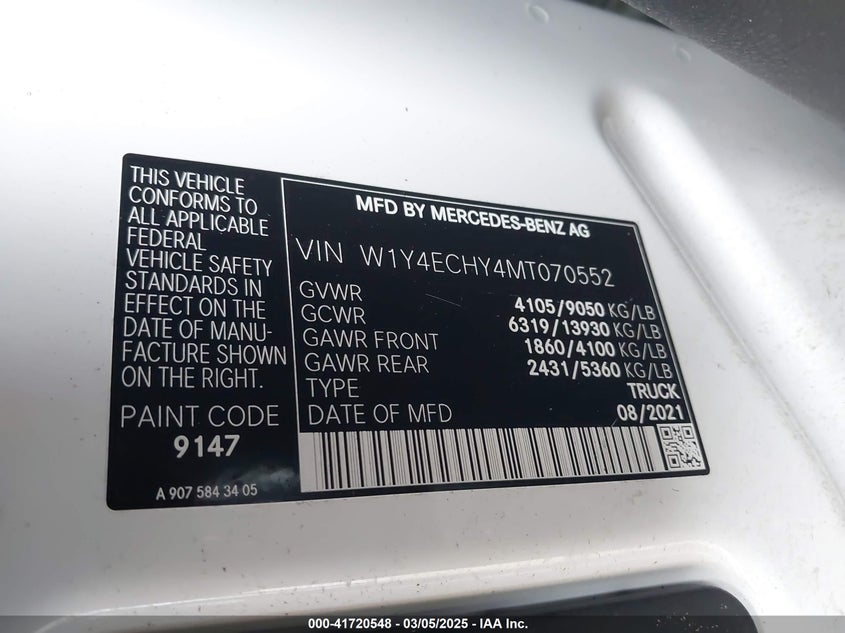 THIS VEHICLE
CONFORMS TO
ALL APPLICABLE
FEDERAL
VEHICLE SAFETY
STANDARDS IN
EFFECT ON THE
DATE OF MANU-
FACTURE SHOWN
ON THE RIGHT.
PAINT CODE
9147
A 907 584 34 05
MFD BY MERCEDES-BENZ AG
VIN W1Y4ECHY4MT070552
GVWR 4105/9050 KG/LB
GCWR 6319/13930 KG/LB
GAWR FRONT 1860/4100 KG/LB
GAWR REAR 2431/5360 KG/LB
TYPE TRUCK
DATE OF MFD 08/2021
000-41720548 - 03/05/2025 - IAA Inc.